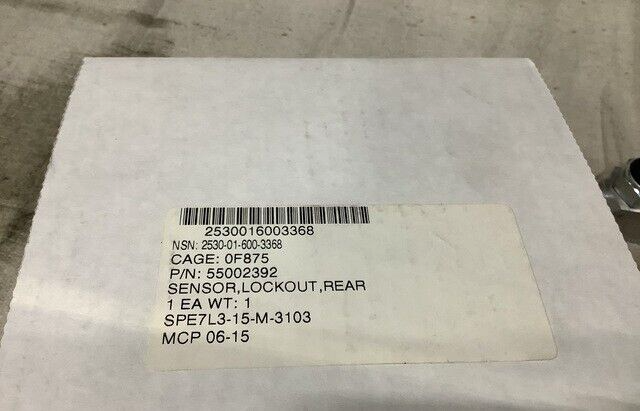 2530016003368
NSN: 2530-01-600-3368
CAGE: 0F875
P/N: 55002392
SENSOR,LOCKOUT,REAR
1 EA WT: 1
SPE7L3-15-M-3103
MCP 06-15